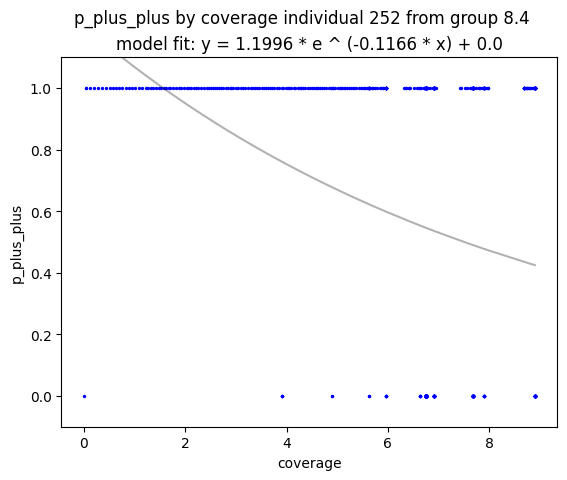 p_plus_plus by coverage individual 252 from group 8.4
model fit: y = 1.1996 * e ^ (-0.1166 * x) + 0.0
1.0
0.8
0.6
0.4
0.2
0.0
p_plus_plus
0 2 4 6 8
coverage